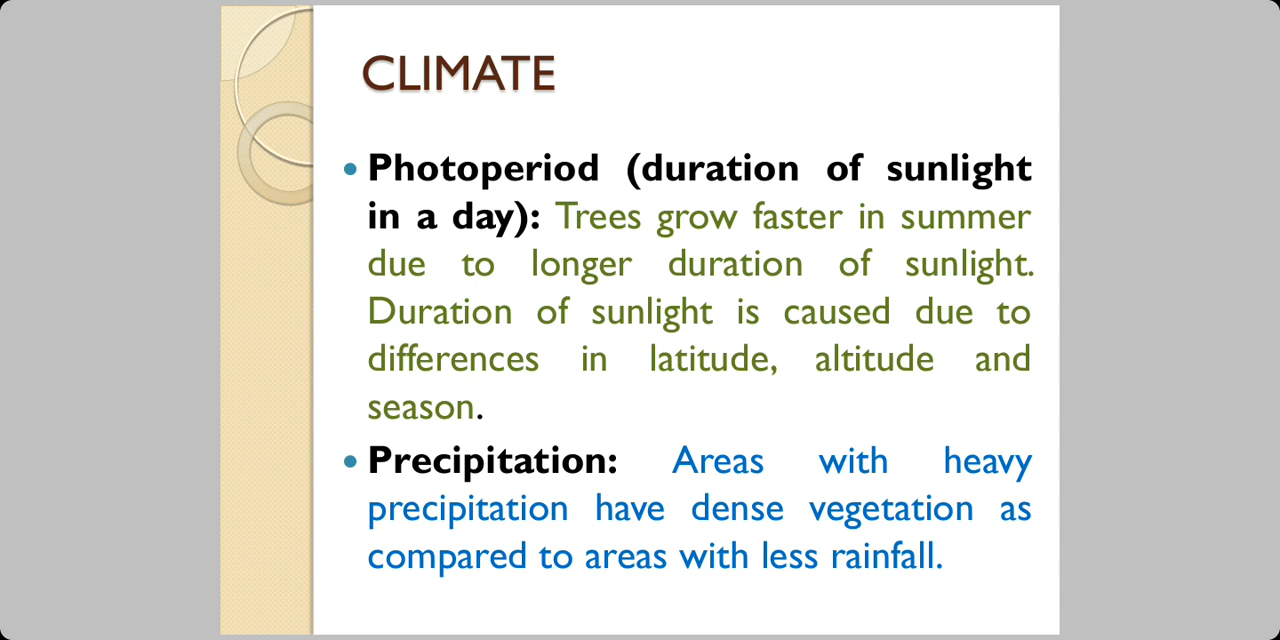 CLIMATE
• Photoperiod (duration of sunlight
in a day): Trees grow faster in summer
due to longer duration of sunlight.
Duration of sunlight is caused due to
differences in latitude, altitude and
season.
• Precipitation: Areas with heavy
precipitation have dense vegetation as
compared to areas with less rainfall.